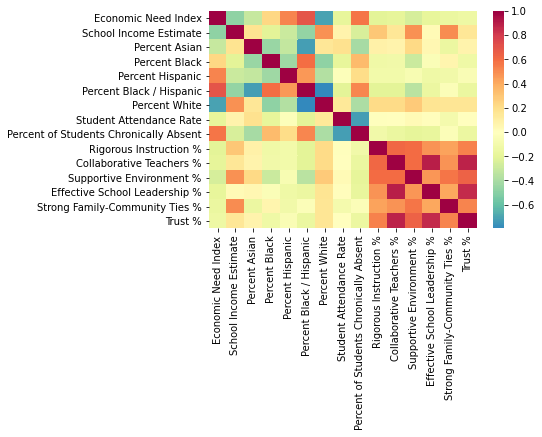 Economic Need Index
School Income Estimate
Percent Asian
Percent Black
Percent Hispanic
Percent Black / Hispanic
Percent White
Student Attendance Rate
Percent of Students Chronically Absent
Rigorous Instruction %
Collaborative Teachers %
Supportive Environment %
Effective School Leadership %
Strong Family-Community Ties %
Trust %
Economic Need Index
School Income Estimate
Percent Asian
Percent Black
Percent Hispanic
Percent Black / Hispanic
Percent White
Student Attendance Rate
Percent of Students Chronically Absent
Rigorous Instruction %
Collaborative Teachers %
Supportive Environment %
Effective School Leadership %
Strong Family-Community Ties %
Trust %
1.0
0.8
0.6
0.4
0.2
0.0
−0.2
−0.4
−0.6